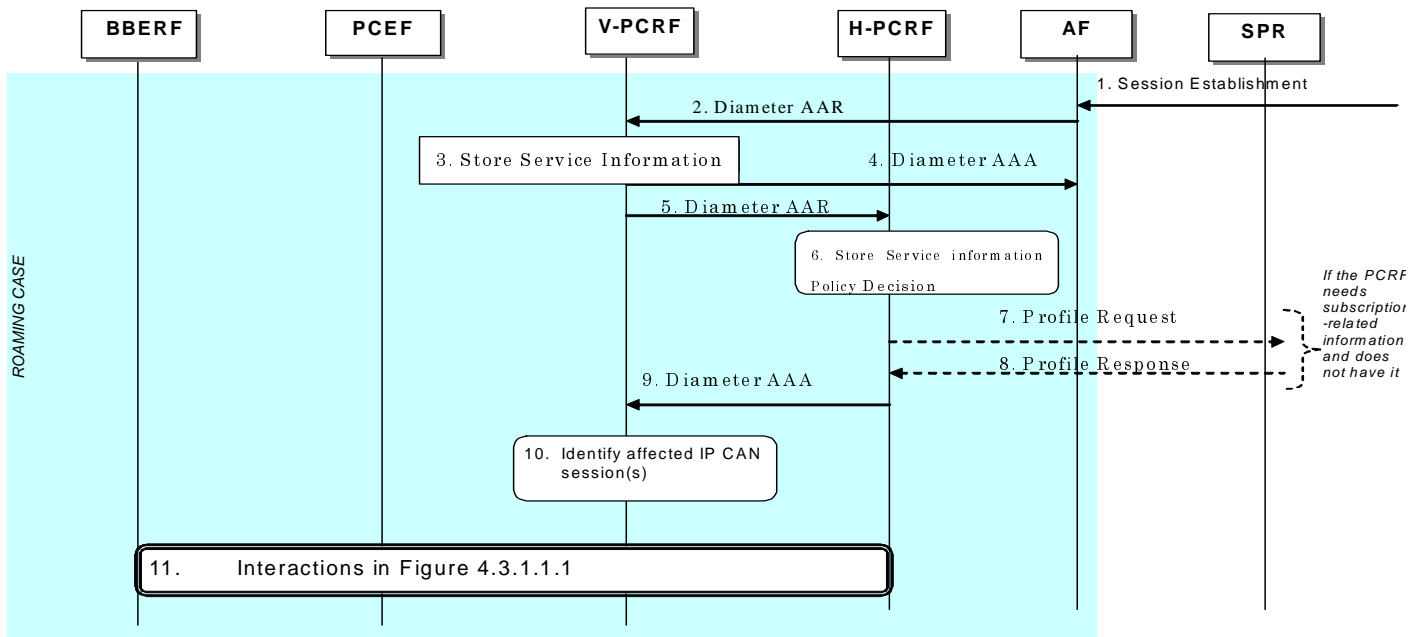 BBERF
PCEF
V-PCRF
H-PCRF
AF
SPR
1. Session Establishment
2. Diameter AAR
3. Store Service Information
4. Diameter AAA
5. Diameter AAR
6. Store Service information
Policy Decision
7. Profile Request
8. Profile Response
If the PCRF
needs
subscription
-related
information
and does
not have it
9. Diameter AAA
10. Identify affected IP CAN
session(s)
11. Interactions in Figure 4.3.1.1.1
ROAMING CASE